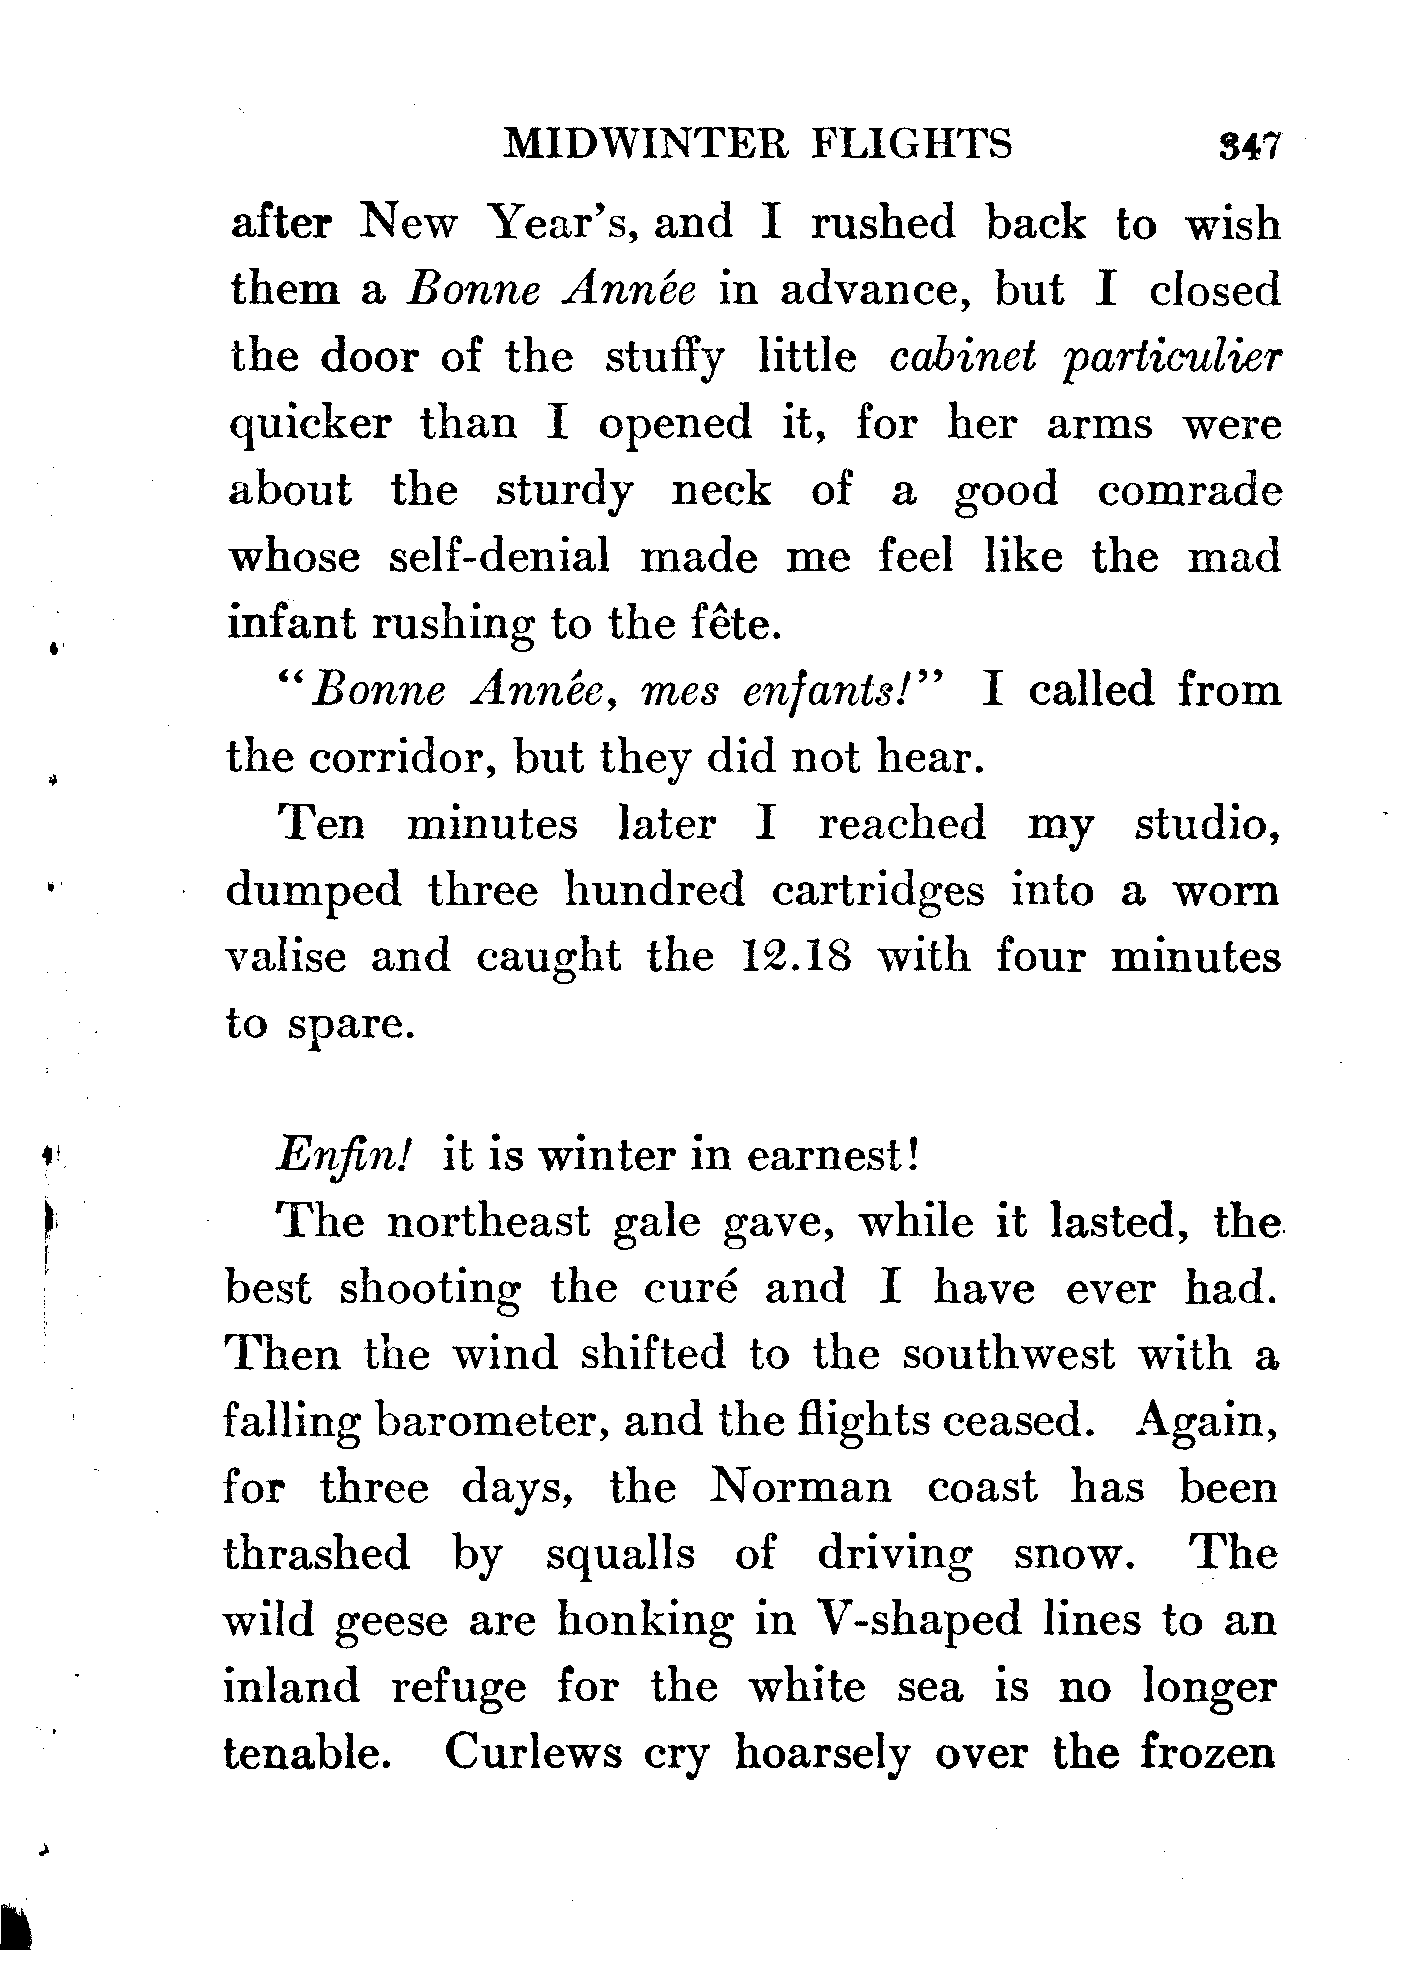 MIDWINTER FLIGHTS 347
after New Year's, and I rushed back to wish
them a Bonne Année in advance, but I closed
the door of the stuffy little cabinet particulier
quicker than I opened it, for her arms were
about the sturdy neck of a good comrade
whose self-denial made me feel like the mad
infant rushing to the fête.
"Bonne Année, mes enfants!" I called from
the corridor, but they did not hear.
Ten minutes later I reached my studio,
dumped three hundred cartridges into a worn
valise and caught the 12.18 with four minutes
to spare.
Enfin! it is winter in earnest!
The northeast gale gave, while it lasted, the
best shooting the curé and I have ever had.
Then the wind shifted to the southwest with a
falling barometer, and the flights ceased. Again,
for three days, the Norman coast has been
thrashed by squalls of driving snow. The
wild geese are honking in V-shaped lines to an
inland refuge for the white sea is no longer
tenable. Curlews cry hoarsely over the frozen